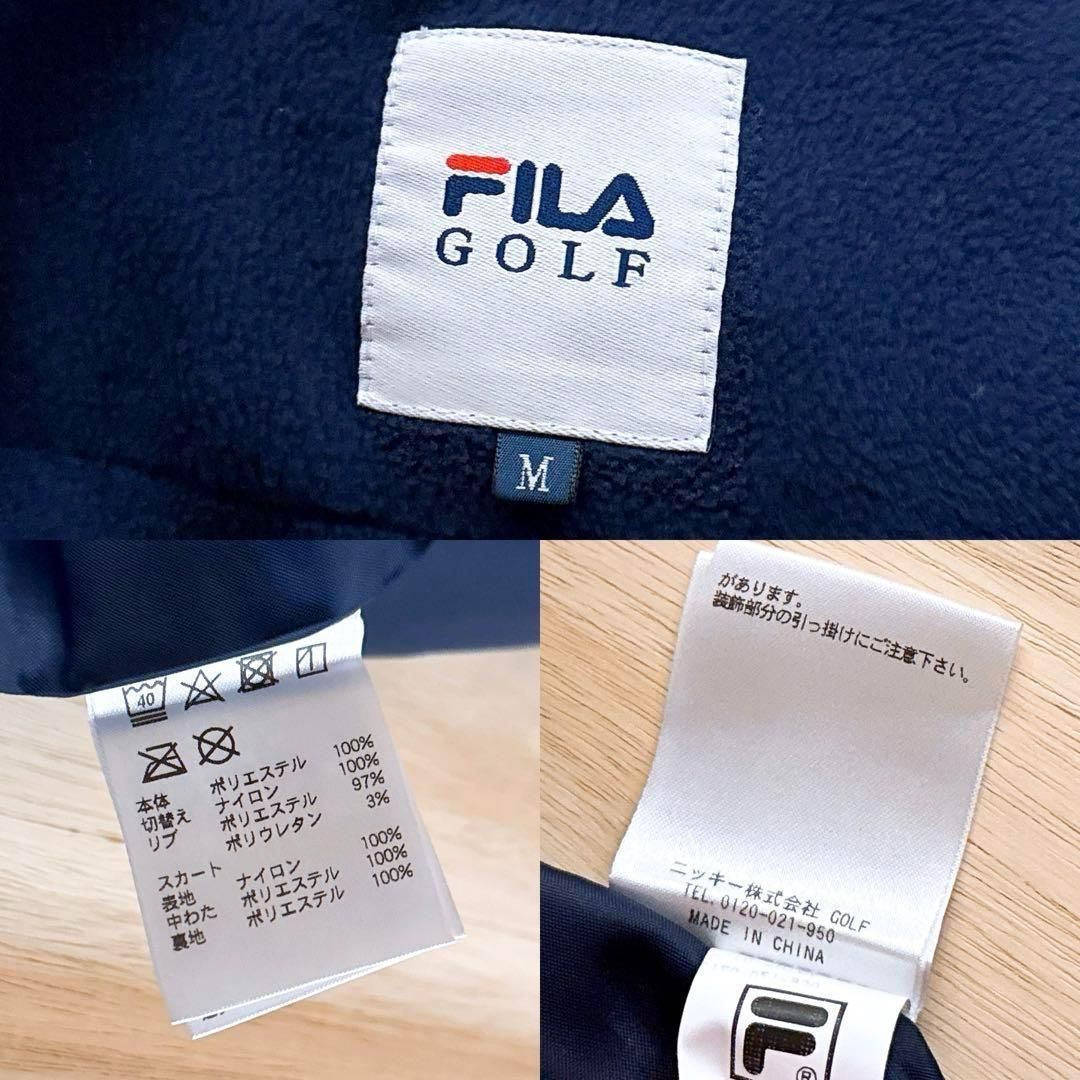 FILA
GOLF
M
40
本体 ポリエステル 100%
切替え ナイロン 100%
リブ ポリエステル 97%
ポリウレタン 3%
スカート
表地 ナイロン 100%
中わた ポリエステル 100%
裏地 ポリエステル 100%
があります。
装飾部分の引っ掛けにご注意下さい。
ニッキー株式会社 GOLF
TEL. 0120-021-950
MADE IN CHINA
F
®